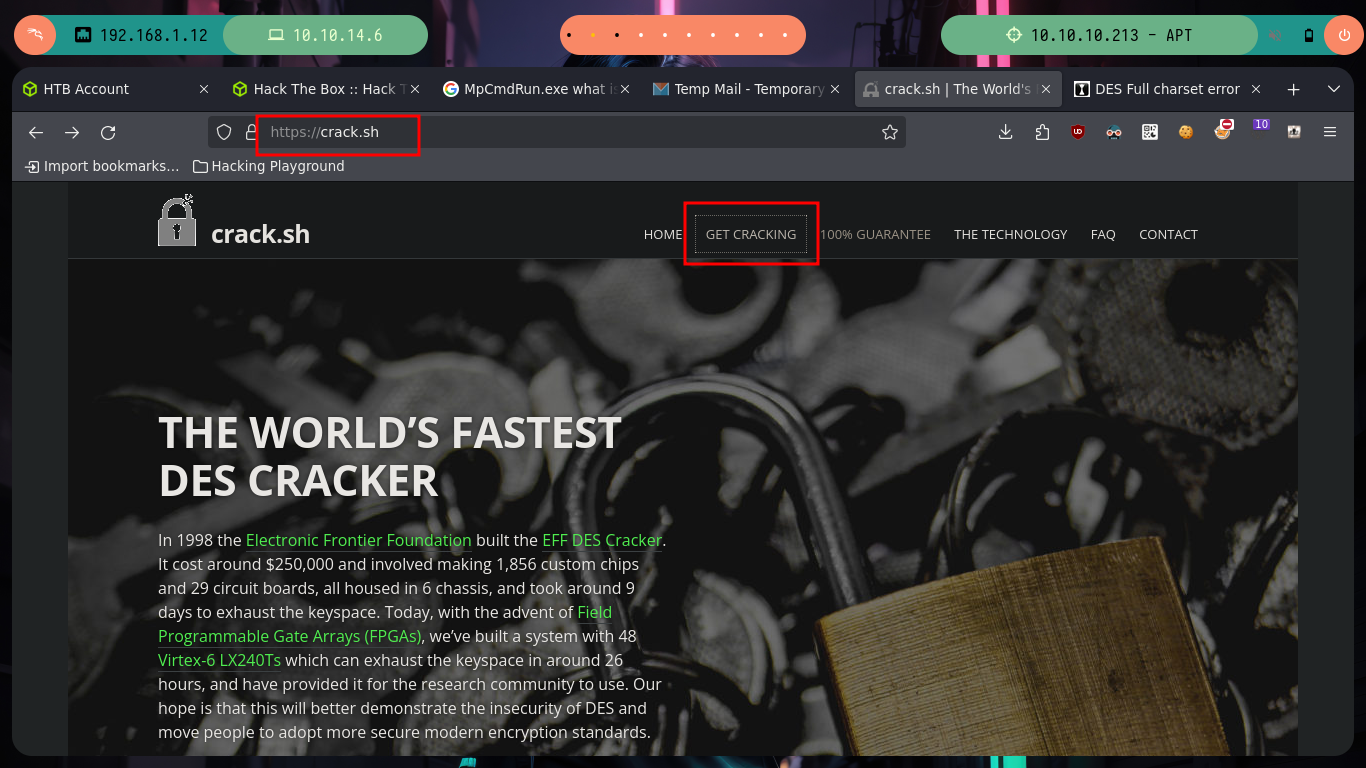 192.168.1.12
10.10.14.6
10.10.10.213 - APT
HTB Account
Hack The Box :: Hack T
MpCmdRun.exe what is
Temp Mail - Temporary
crack.sh | The World's
DES Full charset error
https://crack.sh
10
Import bookmarks...
Hacking Playground
crack.sh
HOME
GET CRACKING
100% GUARANTEE
THE TECHNOLOGY
FAQ
CONTACT
THE WORLD’S FASTEST
DES CRACKER
In 1998 the Electronic Frontier Foundation built the EFF DES Cracker.
It cost around $250,000 and involved making 1,856 custom chips
and 29 circuit boards, all housed in 6 chassis, and took around 9
days to exhaust the keyspace. Today, with the advent of Field
Programmable Gate Arrays (FPGAs), we’ve built a system with 48
Virtex-6 LX240Ts which can exhaust the keyspace in around 26
hours, and have provided it for the research community to use. Our
hope is that this will better demonstrate the insecurity of DES and
move people to adopt more secure modern encryption standards.